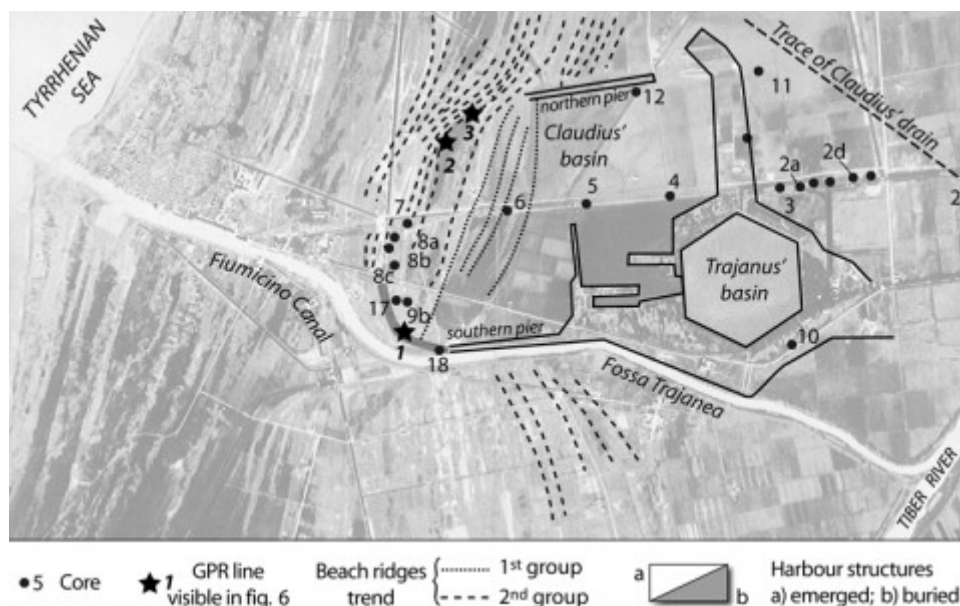 TYRRHENIAN
SEA
northern pier
12
11
Trace of Claudius' drain
Claudius'
basin
3
2
2a
2d
3
2
4
5
6
7
8a
8b
8c
17
9b
1
18
Fiumicino Canal
southern pier
Trajanus'
basin
10
Fossa Trajanea
TIBER RIVER
5 Core
1 GPR line
visible in fig. 6
Beach ridges
trend
1st group
2nd group
a
b
Harbour structures
a) emerged; b) buried